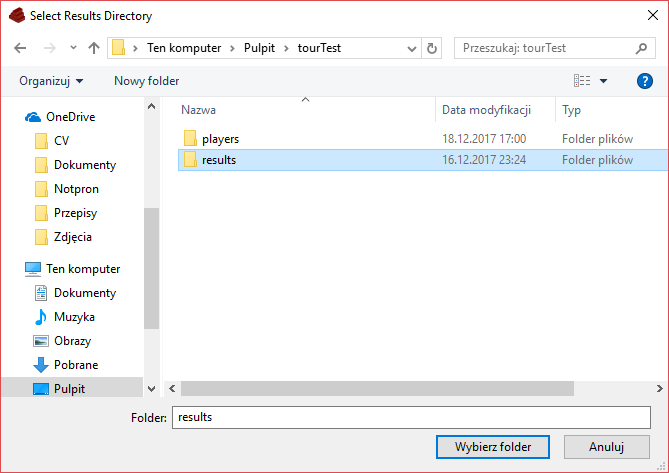 Select Results Directory
Ten komputer Pulpit tourTest Przeszukaj: tourTest
Organizuj Nowy folder ?
Nazwa Data modyfikacji Typ
players 18.12.2017 17:00 Folder plików
results 16.12.2017 23:24 Folder plików
OneDrive
CV
Dokumenty
Notpron
Przepisy
Zdjęcia
Ten komputer
Dokumenty
Muzyka
Obrazy
Pobrane
Pulpit
Folder: results
Wybierz folder Anuluj